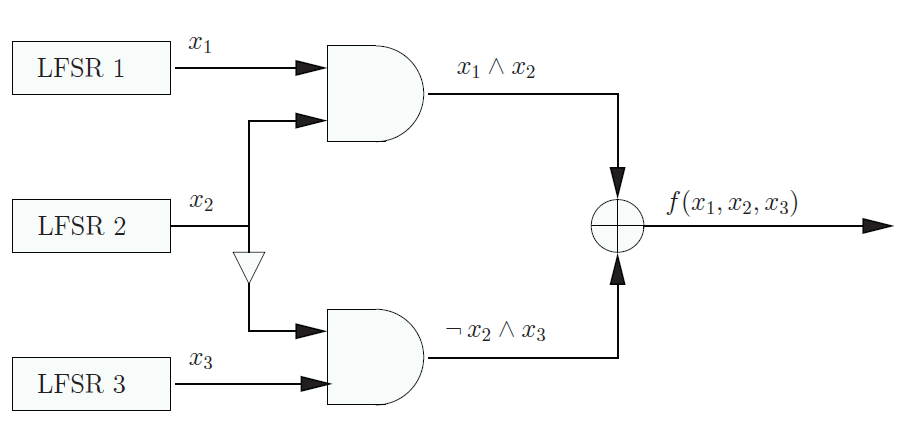 LFSR 1
x₁
x₁ ∧ x₂
LFSR 2
x₂
f(x₁, x₂, x₃)
¬ x₂ ∧ x₃
LFSR 3
x₃